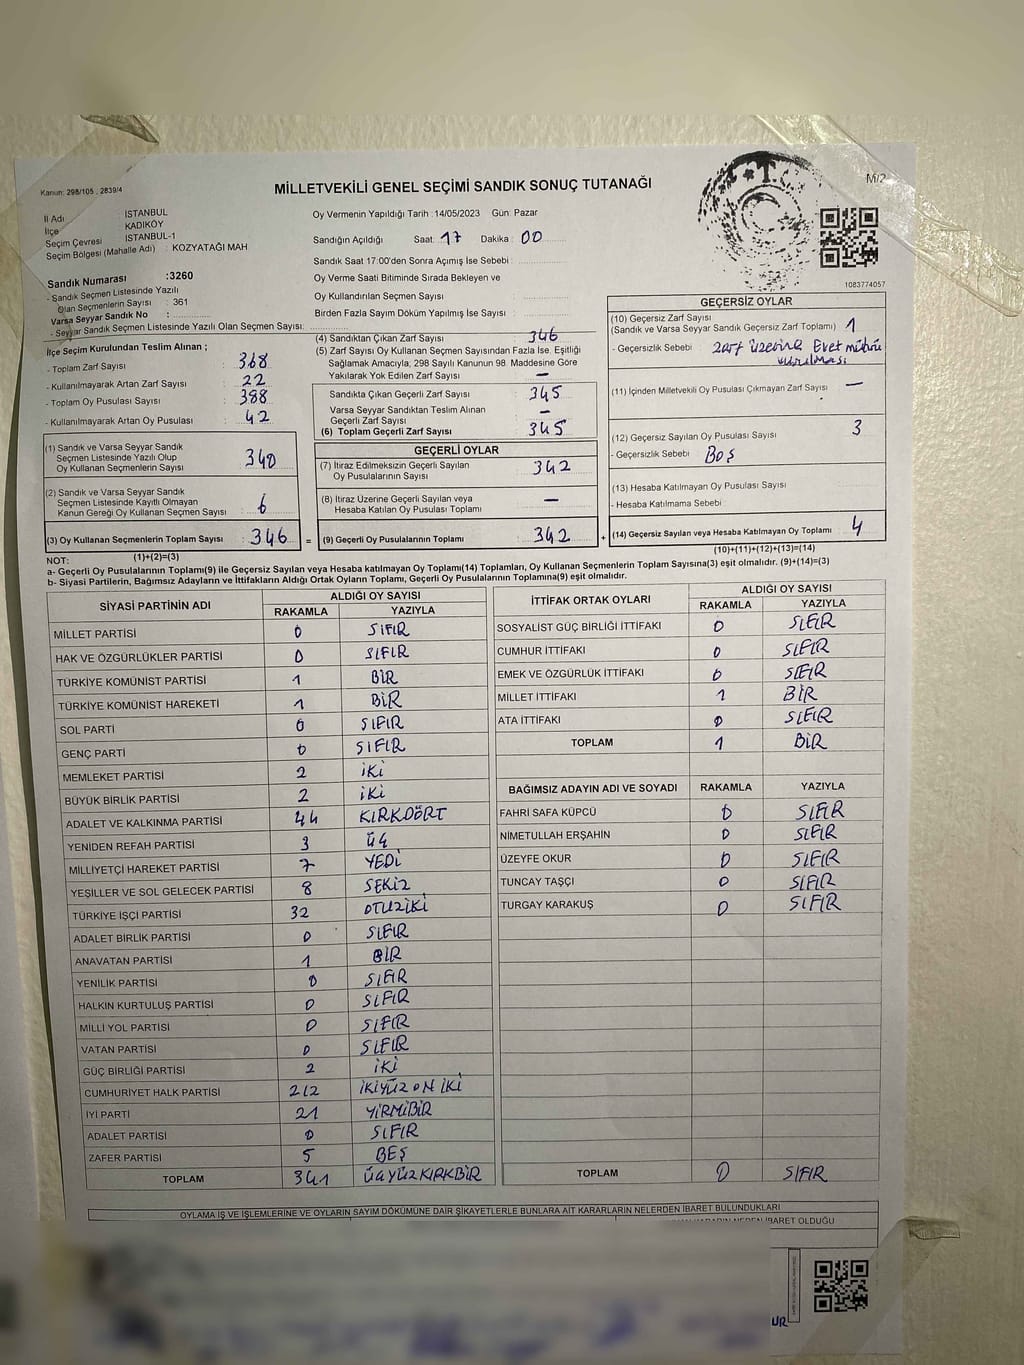 Kanun: 298/105 , 2839/4
MİLLETVEKİLİ GENEL SEÇİMİ SANDIK SONUÇ TUTANAĞI
M/2
İl Adı İSTANBUL
İlçe KADIKÖY
Seçim Çevresi İSTANBUL-1
Seçim Bölgesi (Mahalle Adı) : KOZYATAĞI MAH
Oy Vermenin Yapıldığı Tarih : 14/05/2023 Gün: Pazar
Sandığın Açıldığı Saat: 17 Dakika : 00
Sandık Saat 17:00'den Sonra Açımış İse Sebebi :
Oy Verme Saati Bitiminde Sırada Bekleyen ve
Oy Kullandırılan Seçmen Sayısı
Birden Fazla Sayım Döküm Yapılmış İse Sayısı
Sandık Numarası :3260
- Sandık Seçmen Listesinde Yazılı
Olan Seçmenlerin Sayısı : 361
Varsa Seyyar Sandık No :
- Seyyar Sandık Seçmen Listesinde Yazılı Olan Seçmen Sayısı:
1083774057
İlçe Seçim Kurulundan Teslim Alınan ;
- Toplam Zarf Sayısı : 368
- Kullanılmayarak Artan Zarf Sayısı : 22
- Toplam Oy Pusulası Sayısı : 388
- Kullanılmayarak Artan Oy Pusulası : 42
(1) Sandık ve Varsa Seyyar Sandık
Seçmen Listesinde Yazılı Olup
Oy Kullanan Seçmenlerin Sayısı : 340
(2) Sandık ve Varsa Seyyar Sandık
Seçmen Listesinde Kayıtlı Olmayan
Kanun Gereği Oy Kullanan Seçmen Sayısı : 6
(3) Oy Kullanan Seçmenlerin Toplam Sayısı : 346 =
(1)+(2)=(3)
(4) Sandıktan Çıkan Zarf Sayısı : 346
(5) Zarf Sayısı Oy Kullanan Seçmen Sayısından Fazla İse, Eşitliği
Sağlamak Amacıyla, 298 Sayılı Kanunun 98. Maddesine Göre
Yakılarak Yok Edilen Zarf Sayısı : —
Sandıkta Çıkan Geçerli Zarf Sayısı : 345
Varsa Seyyar Sandıktan Teslim Alınan
Geçerli Zarf Sayısı : —
(6) Toplam Geçerli Zarf Sayısı : 345
GEÇERLİ OYLAR
(7) İtiraz Edilmeksizin Geçerli Sayılan
Oy Pusulalarının Sayısı : 342
(8) İtiraz Üzerine Geçerli Sayılan veya
Hesaba Katılan Oy Pusulası Toplamı : —
(9) Geçerli Oy Pusulalarının Toplamı : 342 +
GEÇERSİZ OYLAR
(10) Geçersiz Zarf Sayısı
(Sandık ve Varsa Seyyar Sandık Geçersiz Zarf Toplamı) : 1
- Geçersizlik Sebebi : Zarf üzerine Evet mührü
vurulması
(11) İçinden Milletvekili Oy Pusulası Çıkmayan Zarf Sayısı : —
(12) Geçersiz Sayılan Oy Pusulası Sayısı : 3
- Geçersizlik Sebebi : Boş
(13) Hesaba Katılmayan Oy Pusulası Sayısı
- Hesaba Katılmama Sebebi :
(14) Geçersiz Sayılan veya Hesaba Katılmayan Oy Toplamı : 4
(10)+(11)+(12)+(13)=(14)
NOT:
a- Geçerli Oy Pusulalarının Toplamı(9) ile Geçersiz Sayılan veya Hesaba Katılmayan Oy Toplamı(14) Toplamları, Oy Kullanan Seçmenlerin Toplam Sayısına(3) eşit olmalıdır. (9)+(14)=(3)
b- Siyasi Partilerin, Bağımsız Adayların ve İttifakların Aldığı Ortak Oyların Toplamı, Geçerli Oy Pusulalarının Toplamına(9) eşit olmalıdır.
SİYASİ PARTİNİN ADI ALDIĞI OY SAYISI
RAKAMLA YAZIYLA
MİLLET PARTİSİ 0 SIFIR
HAK VE ÖZGÜRLÜKLER PARTİSİ 0 SIFIR
TÜRKİYE KOMÜNİST PARTİSİ 1 BİR
TÜRKİYE KOMÜNİST HAREKETİ 1 BİR
SOL PARTİ 0 SIFIR
GENÇ PARTİ 0 SIFIR
MEMLEKET PARTİSİ 2 İKİ
BÜYÜK BİRLİK PARTİSİ 2 İKİ
ADALET VE KALKINMA PARTİSİ 44 KIRKDÖRT
YENİDEN REFAH PARTİSİ 3 ÜÇ
MİLLİYETÇİ HAREKET PARTİSİ 7 YEDİ
YEŞİLLER VE SOL GELECEK PARTİSİ 8 SEKİZ
TÜRKİYE İŞÇİ PARTİSİ 32 OTUZİKİ
ADALET BİRLİK PARTİSİ 0 SIFIR
ANAVATAN PARTİSİ 1 BİR
YENİLİK PARTİSİ 0 SIFIR
HALKIN KURTULUŞ PARTİSİ 0 SIFIR
MİLLİ YOL PARTİSİ 0 SIFIR
VATAN PARTİSİ 0 SIFIR
GÜÇ BİRLİĞİ PARTİSİ 2 İKİ
CUMHURİYET HALK PARTİSİ 212 İKİYÜZ ON İKİ
İYİ PARTİ 21 YİRMİBİR
ADALET PARTİSİ 0 SIFIR
ZAFER PARTİSİ 5 BEŞ
TOPLAM 341 ÜÇYÜZKIRKBİR
İTTİFAK ORTAK OYLARI ALDIĞI OY SAYISI
RAKAMLA YAZIYLA
SOSYALİST GÜÇ BİRLİĞİ İTTİFAKI 0 SIFIR
CUMHUR İTTİFAKI 0 SIFIR
EMEK VE ÖZGÜRLÜK İTTİFAKI 0 SIFIR
MİLLET İTTİFAKI 1 BİR
ATA İTTİFAKI 0 SIFIR
TOPLAM 1 BİR
BAĞIMSIZ ADAYIN ADI VE SOYADI RAKAMLA YAZIYLA
FAHRİ SAFA KÜPCÜ 0 SIFIR
NİMETULLAH ERŞAHİN 0 SIFIR
ÜZEYFE OKUR 0 SIFIR
TUNCAY TAŞÇI 0 SIFIR
TURGAY KARAKUŞ 0 SIFIR
TOPLAM 0 SIFIR
OYLAMA İŞ VE İŞLEMLERİNE VE OYLARIN SAYIM DÖKÜMÜNE DAİR ŞİKAYETLERLE BUNLARA AİT KARARLARIN NELERDEN İBARET BULUNDUKLARI
NEDEN İBARET OLDUĞU
UR